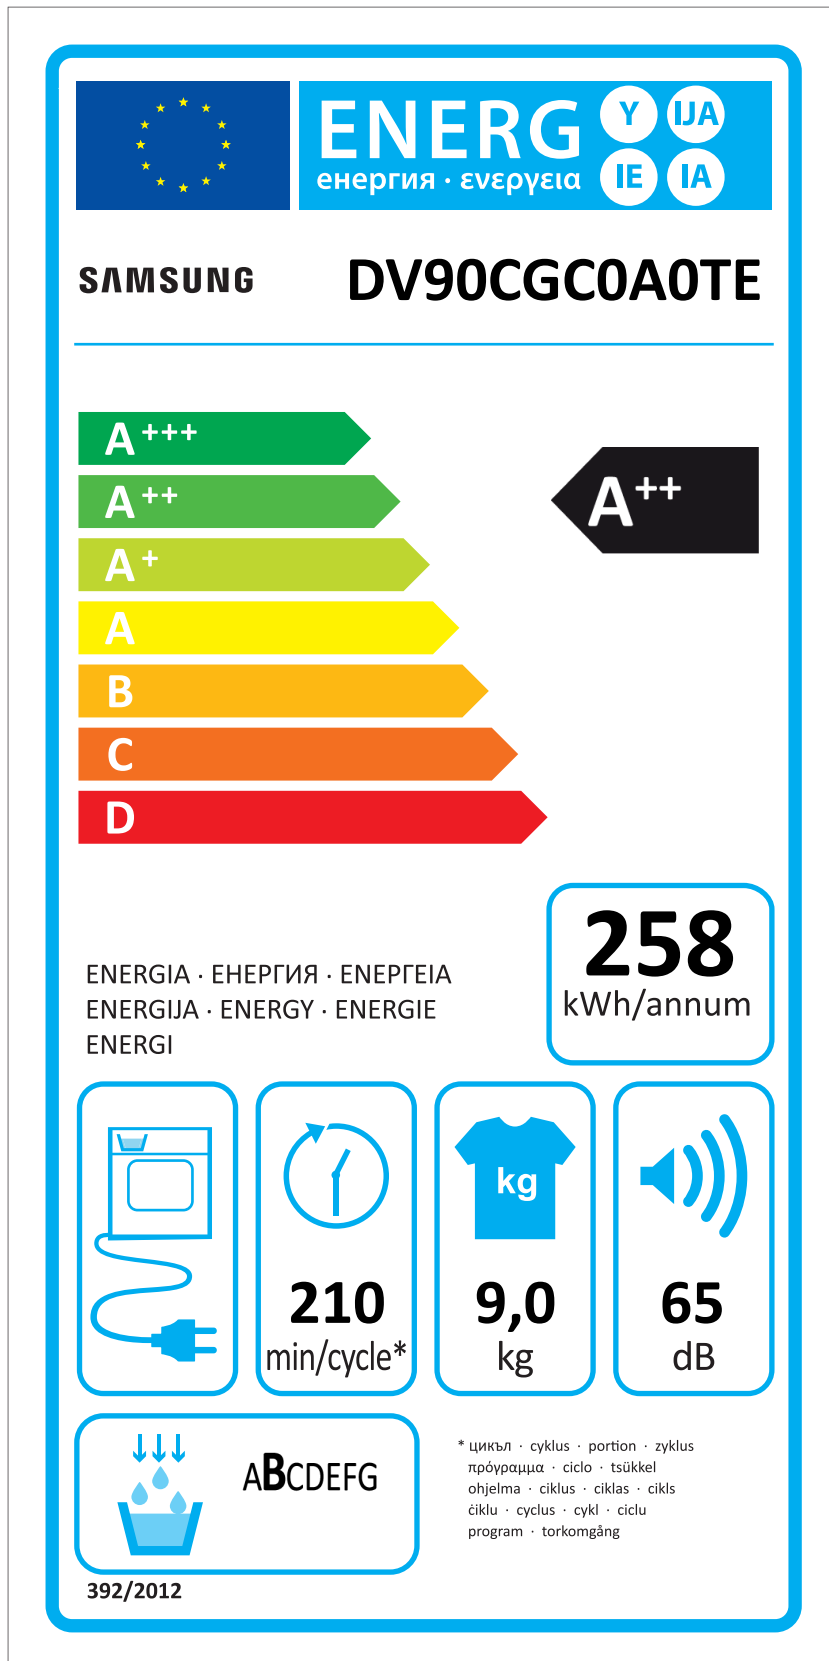 ENERG
Y IJA
енергия · ενεργεια
IE IA
SAMSUNG DV90CGC0A0TE
A+++
A++
A++
A+
A
B
C
D
258
kWh/annum
ENERGIA · ЕНЕРГИЯ · ΕΝΕΡΓΕΙΑ
ENERGIJA · ENERGY · ENERGIE
ENERGI
kg
210
min/cycle*
9,0
kg
65
dB
ABCDEFG
* цикъл · cyklus · portion · zyklus
πρόγραμμα · ciclo · tsükkel
ohjelma · ciklus · ciklas · cikls
ċiklu · cyclus · cykl · ciclu
program · torkomgång
392/2012